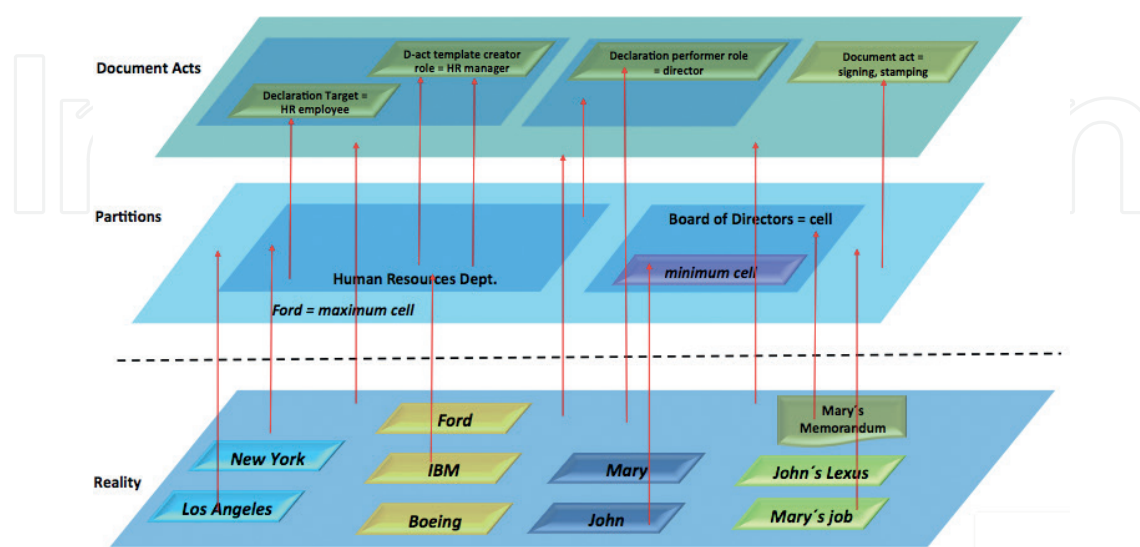 Document Acts
D-act template creator
role = HR manager
Declaration Target =
HR employee
Declaration performer role
= director
Document act =
signing, stamping
Partitions
Board of Directors = cell
minimum cell
Human Resources Dept.
Ford = maximum cell
Reality
Ford
Mary´s
Memorandum
New York
IBM
Mary
John´s Lexus
Los Angeles
Boeing
John
Mary´s job